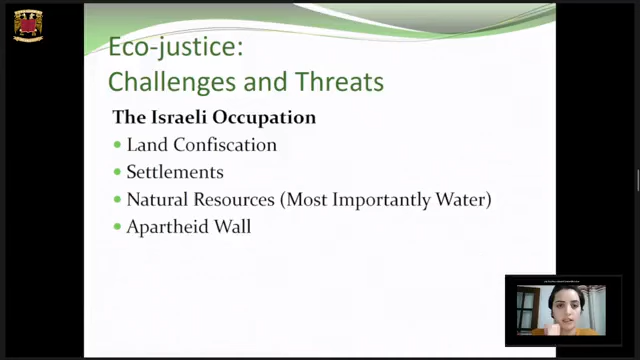 Eco-justice:
Challenges and Threats
The Israeli Occupation
Land Confiscation
Settlements
Natural Resources (Most Importantly Water)
Apartheid Wall